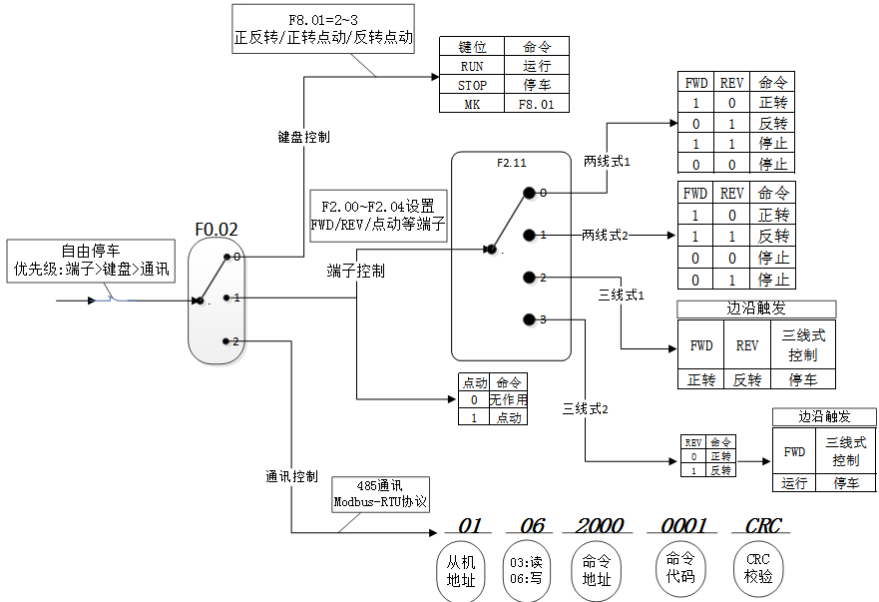 F8.01=2~3
正反转/正转点动/反转点动
键位 命令
RUN 运行
STOP 停车
MK F8.01
键盘控制
FWD REV 命令
1 0 正转
0 1 反转
1 1 停止
0 0 停止
F2.11
两线式1
0
F2.00~F2.04设置
FWD/REV/点动等端子
FWD REV 命令
1 0 正转
1 1 反转
0 0 停止
0 1 停止
1
两线式2
F0.02
自由停车
优先级:端子>键盘>通讯
0
端子控制
1
2
2
三线式1
3
边沿触发
FWD REV 三线式
控制
正转 反转 停车
点动 命令
0 无作用
1 点动
三线式2
边沿触发
REV 命令
0 正转
1 反转
FWD 三线式
控制
运行 停车
通讯控制
485通讯
Modbus-RTU协议
01 06 2000 0001 CRC
从机
地址
03:读
06:写
命令
地址
命令
代码
CRC
校验